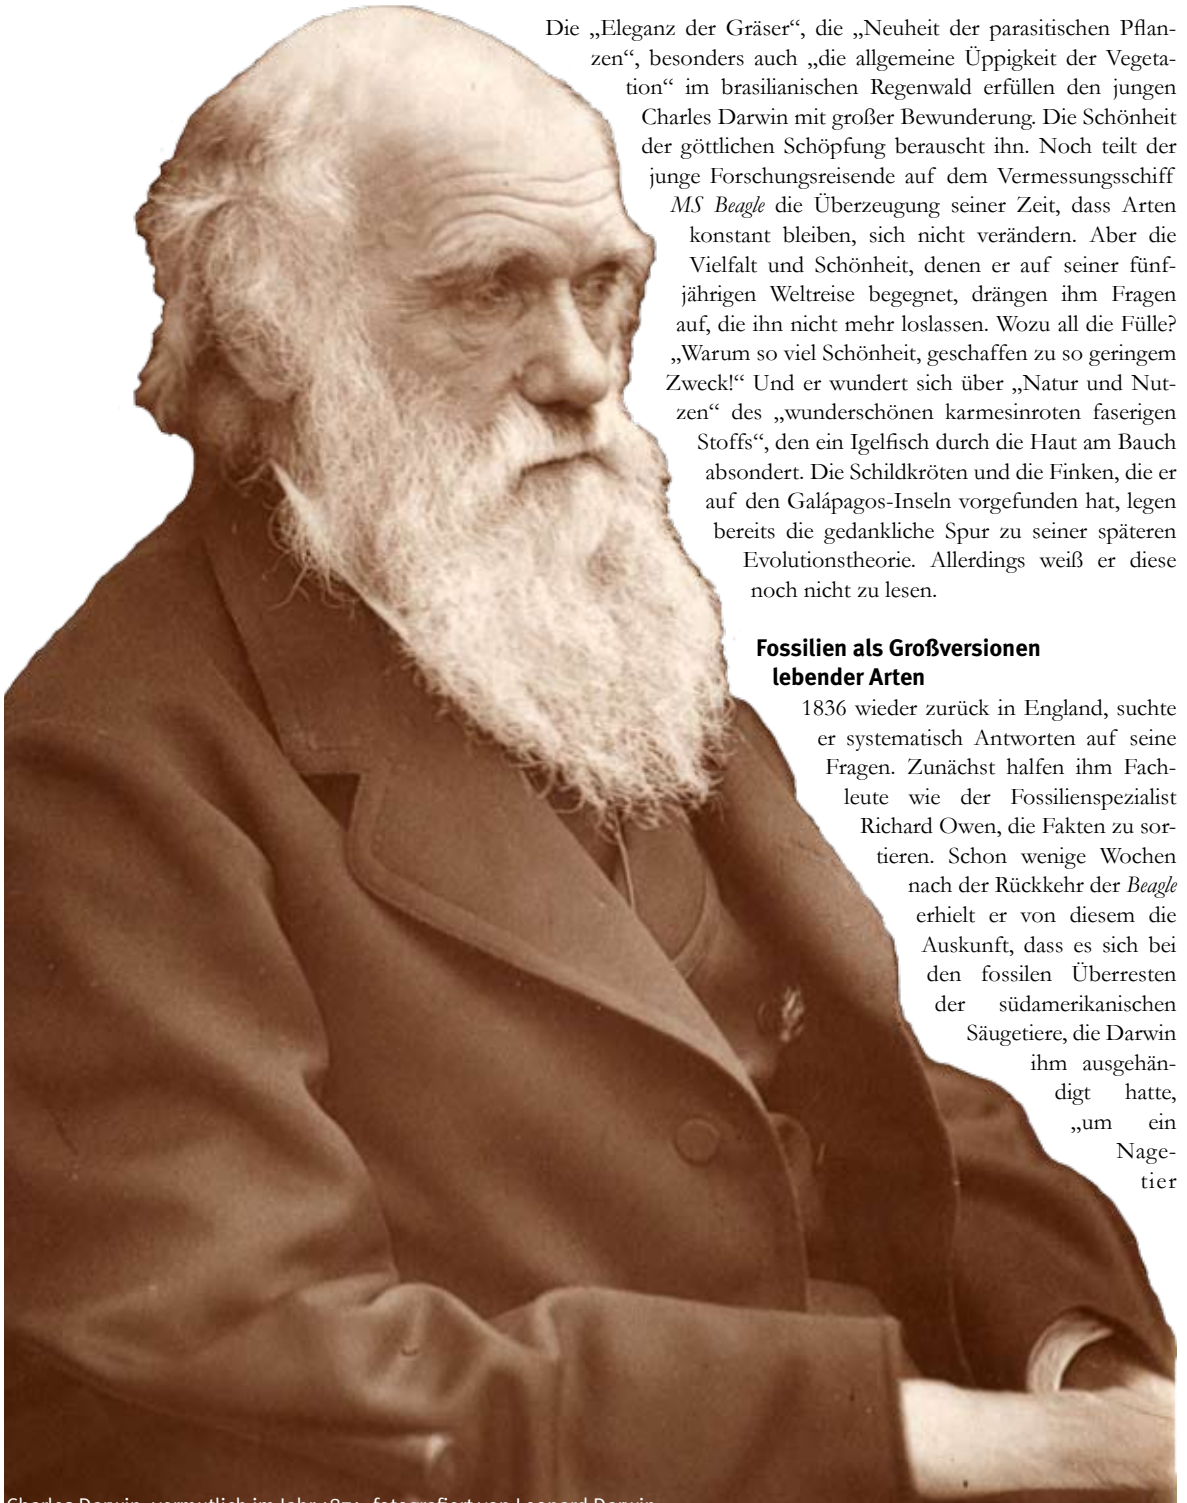 Die „Eleganz der Gräser“, die „Neuheit der parasitischen Pflan-
zen“, besonders auch „die allgemeine Üppigkeit der Vegeta-
tion“ im brasilianischen Regenwald erfüllen den jungen
Charles Darwin mit großer Bewunderung. Die Schönheit
der göttlichen Schöpfung berauscht ihn. Noch teilt der
junge Forschungsreisende auf dem Vermessungsschiff
MS Beagle die Überzeugung seiner Zeit, dass Arten
konstant bleiben, sich nicht verändern. Aber die
Vielfalt und Schönheit, denen er auf seiner fünf-
jährigen Weltreise begegnet, drängen ihm Fragen
auf, die ihn nicht mehr loslassen. Wozu all die Fülle?
„Warum so viel Schönheit, geschaffen zu so geringem
Zweck!“ Und er wundert sich über „Natur und Nut-
zen“ des „wunderschönen karmesinroten faserigen
Stoffs“, den ein Igelfisch durch die Haut am Bauch
absondert. Die Schildkröten und die Finken, die er
auf den Galápagos-Inseln vorgefunden hat, legen
bereits die gedankliche Spur zu seiner späteren
Evolutionstheorie. Allerdings weiß er diese
noch nicht zu lesen.
Fossilien als Großversionen
lebender Arten
1836 wieder zurück in England, suchte
er systematisch Antworten auf seine
Fragen. Zunächst halfen ihm Fach-
leute wie der Fossilienspezialist
Richard Owen, die Fakten zu sor-
tieren. Schon wenige Wochen
nach der Rückkehr der Beagle
erhielt er von diesem die
Auskunft, dass es sich bei
den fossilen Überresten
der südamerikanischen
Säugetiere, die Darwin
ihm ausgehän-
digt hatte,
„um ein
Nage-
tier
Charles Darwin, vermutlich im Jahr fotografiert von Leonard Darwin